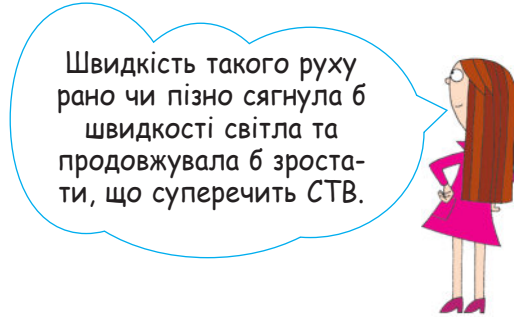 Швидкість такого руху
рано чи пізно сягнула б
швидкості світла та
продовжувала б зроста-
ти, що суперечить СТВ.